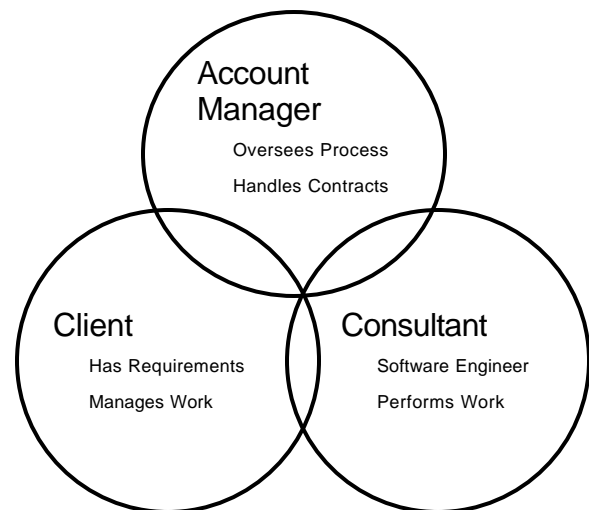 Account
Manager
Oversees Process
Handles Contracts
Client
Has Requirements
Manages Work
Consultant
Software Engineer
Performs Work